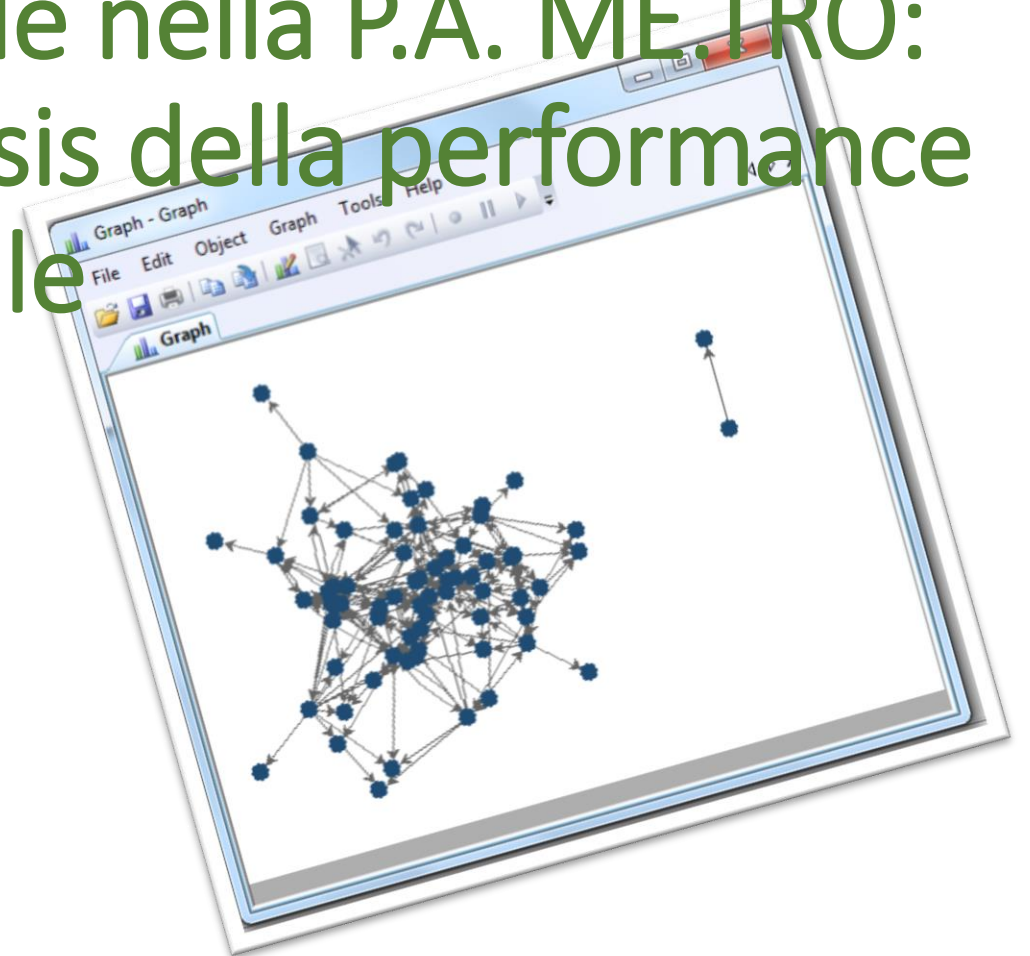 le nella P.A. ME.TRO:
sis della performance
le
Graph - Graph
File Edit Object Graph Tools Help
Graph